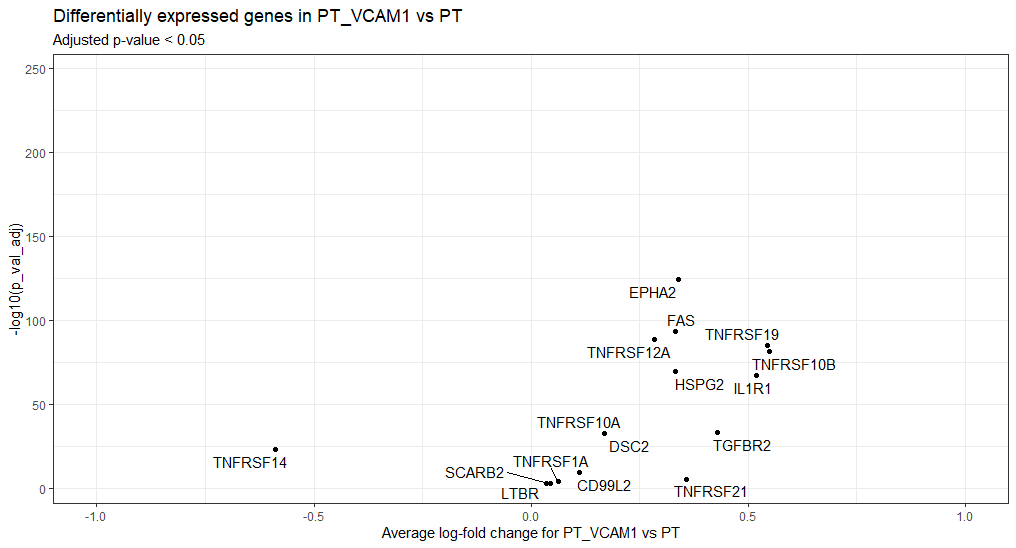 Differentially expressed genes in PT_VCAM1 vs PT
Adjusted p-value < 0.05
250
200
150
100
50
0
-log10(p_val_adj)
EPHA2
FAS
TNFRSF19
TNFRSF12A
TNFRSF10B
HSPG2
IL1R1
TNFRSF10A
DSC2
TGFBR2
TNFRSF14
TNFRSF1A
SCARB2
CD99L2
LTBR
TNFRSF21
-1.0
-0.5
0.0
0.5
1.0
Average log-fold change for PT_VCAM1 vs PT